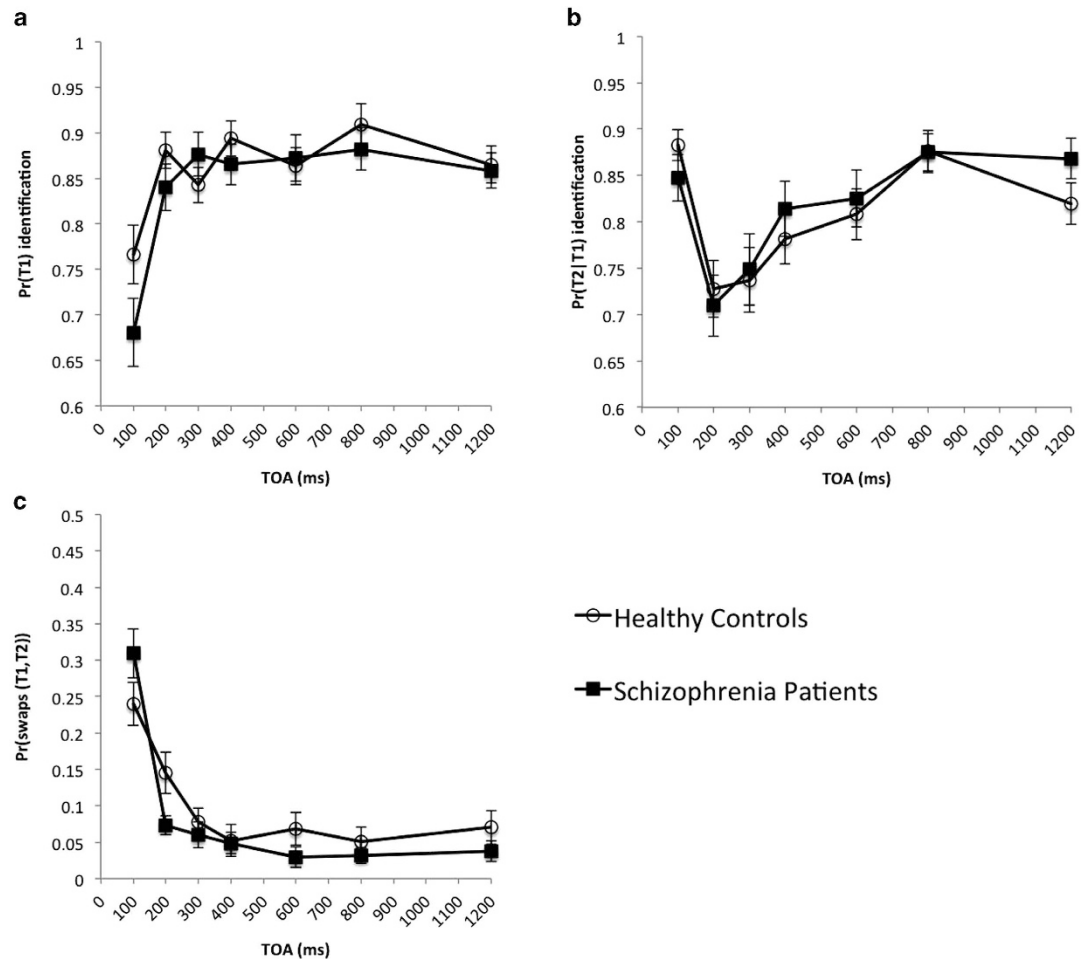 a
1
0.95
0.9
0.85
0.8
0.75
0.7
0.65
0.6
Pr(T1) identification
0 100 200 300 400 500 600 700 800 900 1000 1100 1200
TOA (ms)
b
1
0.95
0.9
0.85
0.8
0.75
0.7
0.65
0.6
Pr(T2|T1) identification
0 100 200 300 400 500 600 700 800 900 1000 1100 1200
TOA (ms)
c
0.5
0.45
0.4
0.35
0.3
0.25
0.2
0.15
0.1
0.05
0
Pr(swaps (T1,T2))
0 100 200 300 400 500 600 700 800 900 1000 1100 1200
TOA (ms)
Healthy Controls
Schizophrenia Patients